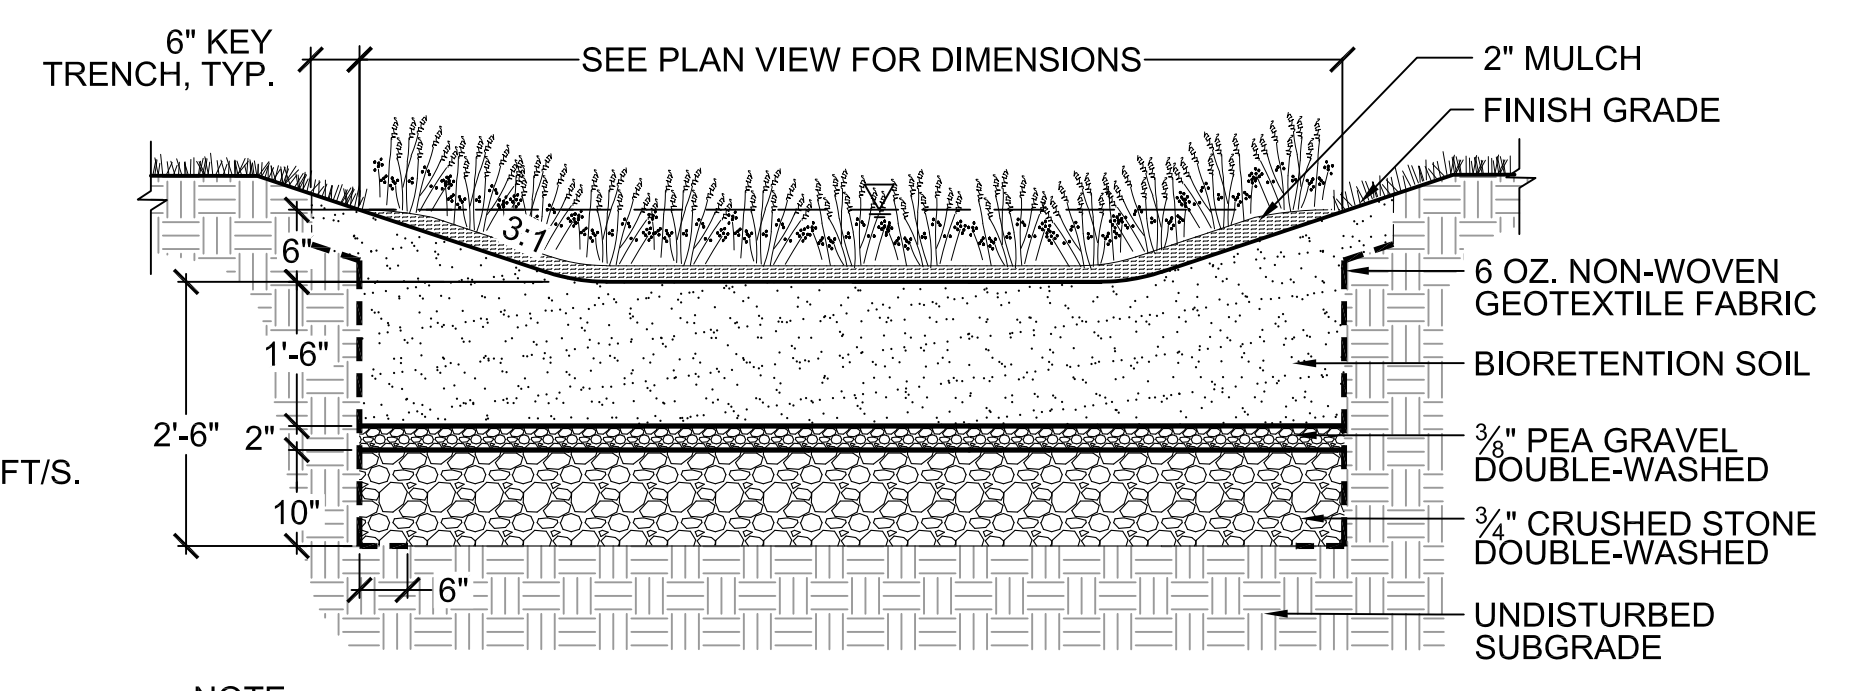 6" KEY
TRENCH, TYP.
SEE PLAN VIEW FOR DIMENSIONS
2" MULCH
FINISH GRADE
3:1
6"
6 OZ. NON-WOVEN
GEOTEXTILE FABRIC
1'-6"
BIORETENTION SOIL
2'-6"
2"
⅜" PEA GRAVEL
DOUBLE-WASHED
FT/S.
10"
¾" CRUSHED STONE
DOUBLE-WASHED
6"
UNDISTURBED
SUBGRADE
NOTE